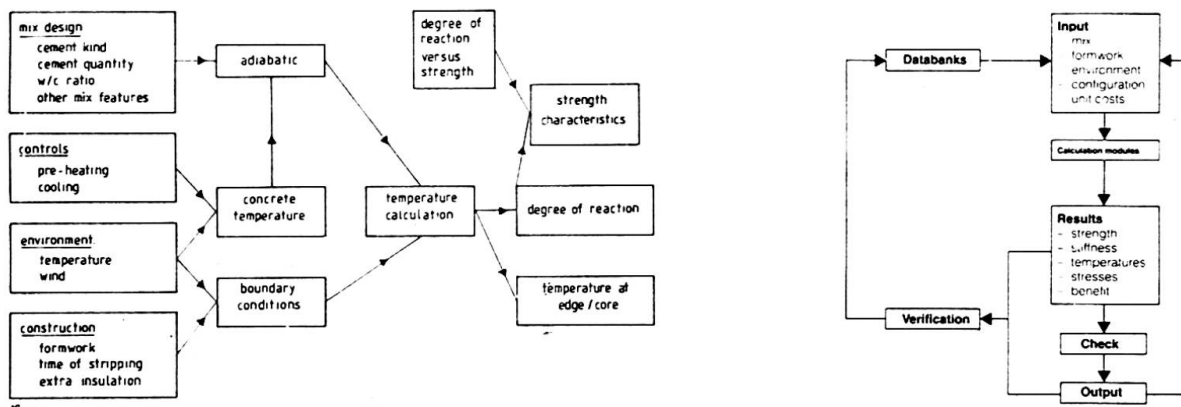 mix design
cement kind
cement quantity
w/c ratio
other mix features
controls
pre-heating
cooling
environment.
temperature
wind
construction
formwork
time of stripping
extra insulation
adiabatic
concrete
temperature
boundary
conditions
temperature
calculation
degree of
reaction
versus
strength
strength
characteristics
degree of reaction
temperature at
edge/core
Databanks
Verification
Input
- mix
- formwork
- environment
- configuration
- unit costs
Calculation modules
Results
- strength
- stiffness
- temperatures
- stresses
- benefit
Check
Output